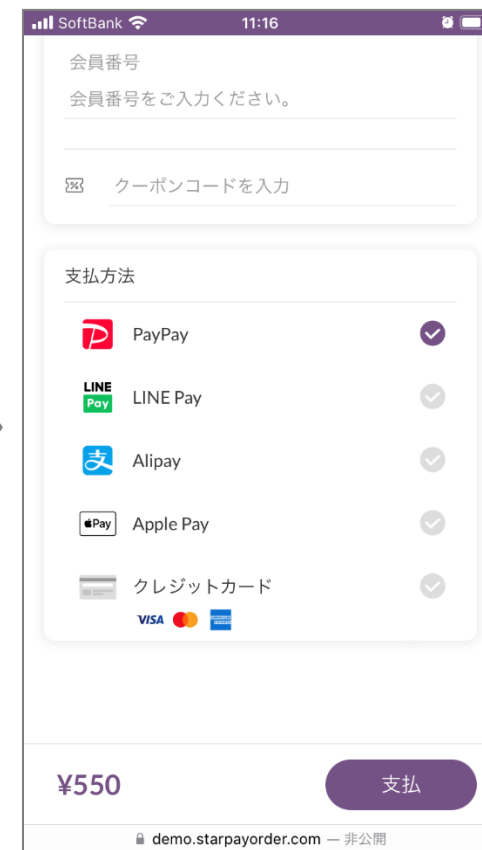 SoftBank 11:16
会員番号
会員番号をご入力ください。
クーポンコードを入力
支払方法
PayPay
LINE Pay LINE Pay
支 Alipay
Pay Apple Pay
クレジットカード
VISA
¥550 支払
demo.starpayorder.com — 非公開